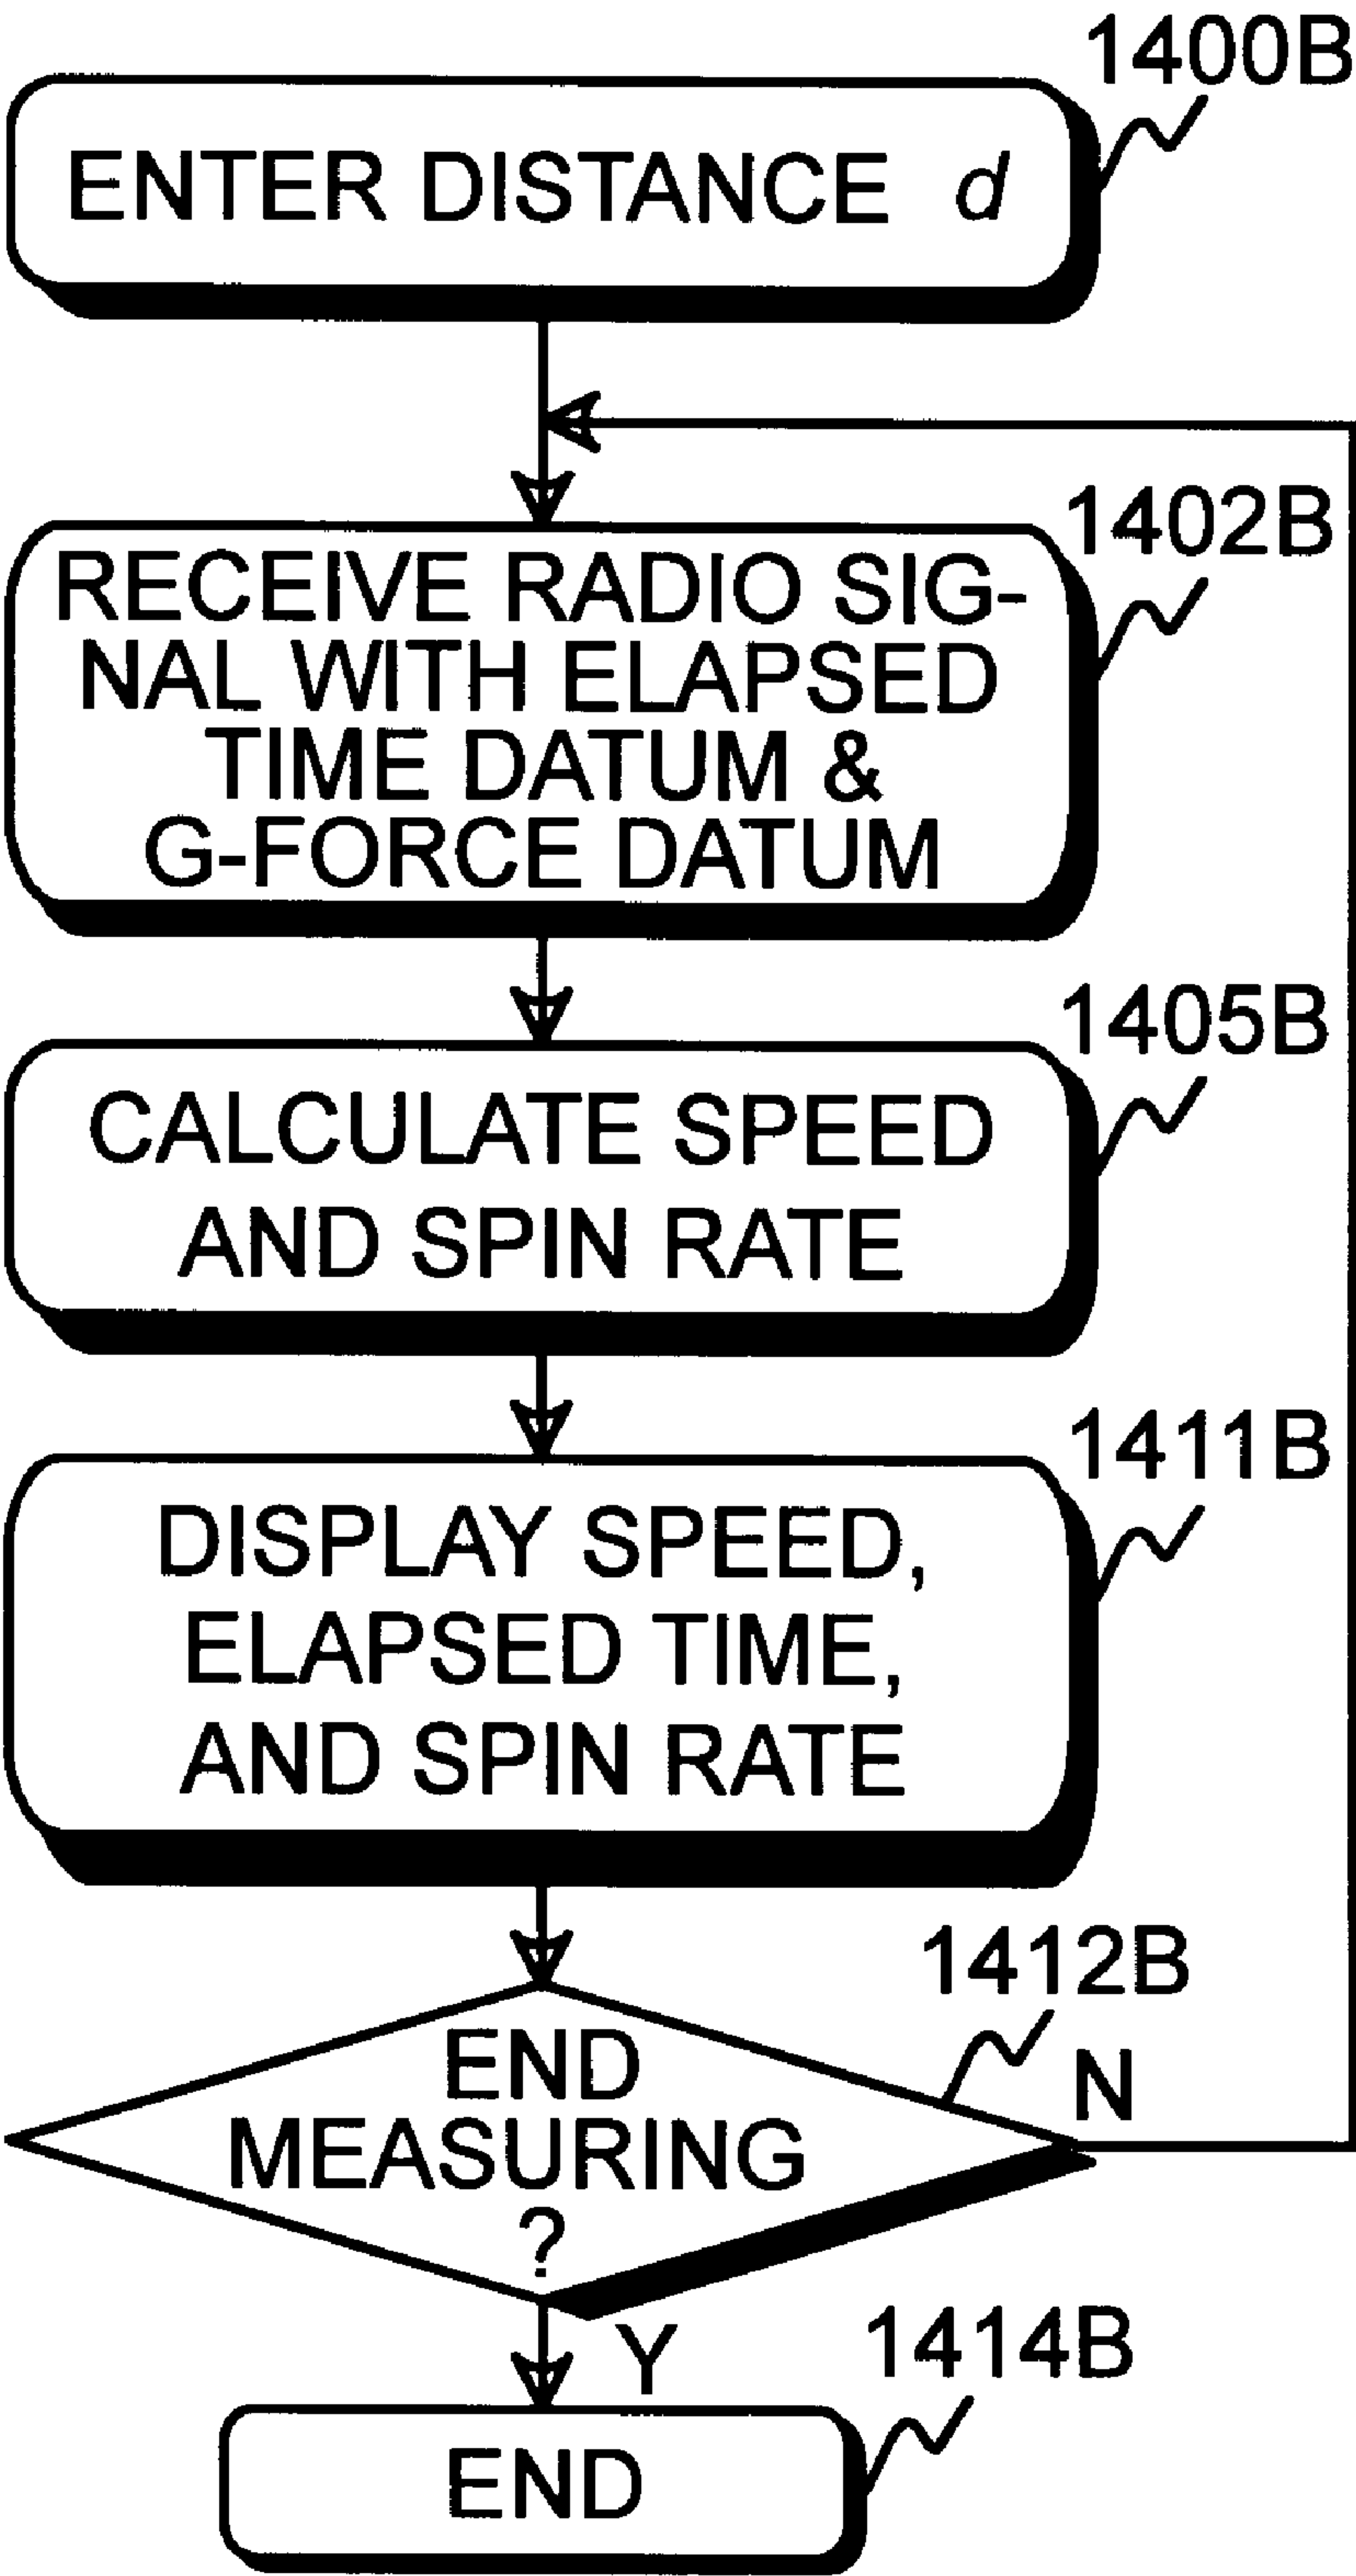 1400B
ENTER DISTANCE d
1402B
RECEIVE RADIO SIG-
NAL WITH ELAPSED
TIME DATUM &
G-FORCE DATUM
1405B
CALCULATE SPEED
AND SPIN RATE
1411B
DISPLAY SPEED,
ELAPSED TIME,
AND SPIN RATE
1412B
END
MEASURING
?
N
Y
1414B
END